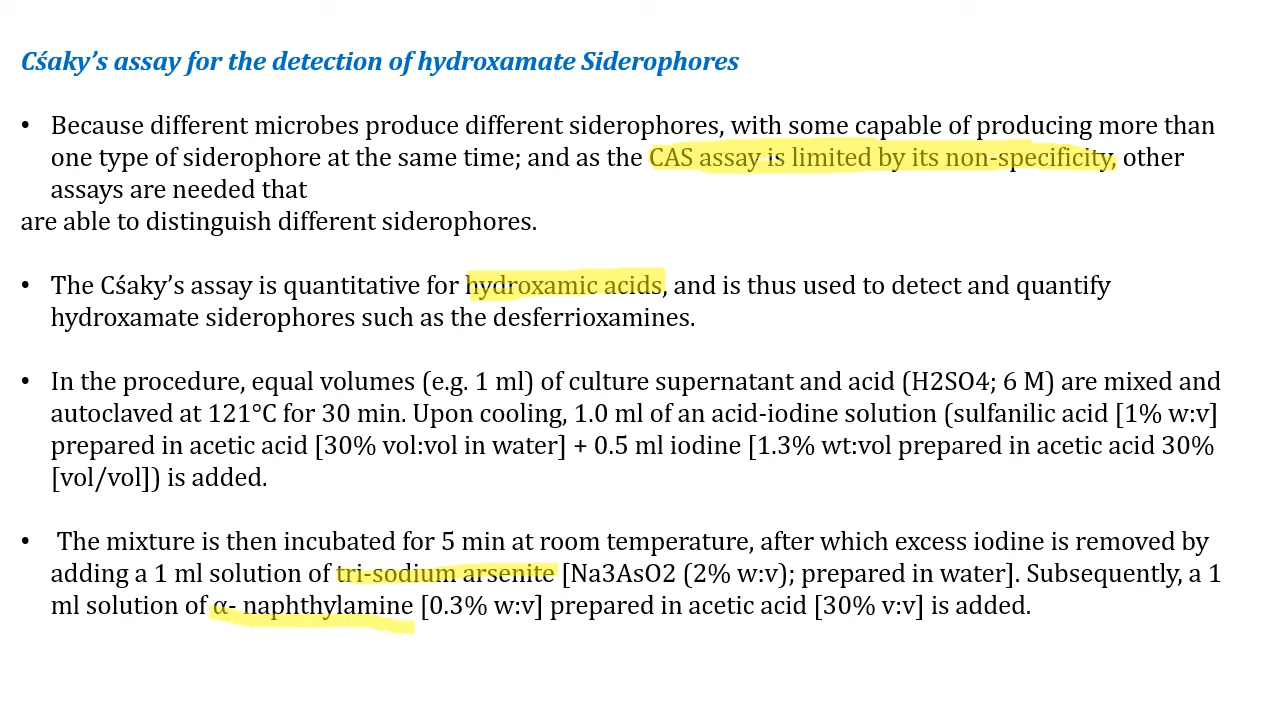 Cśaky’s assay for the detection of hydroxamate Siderophores
• Because different microbes produce different siderophores, with some capable of producing more than
one type of siderophore at the same time; and as the CAS assay is limited by its non-specificity, other
assays are needed that
are able to distinguish different siderophores.
• The Cśaky’s assay is quantitative for hydroxamic acids, and is thus used to detect and quantify
hydroxamate siderophores such as the desferrioxamines.
• In the procedure, equal volumes (e.g. 1 ml) of culture supernatant and acid (H2SO4; 6 M) are mixed and
autoclaved at 121°C for 30 min. Upon cooling, 1.0 ml of an acid-iodine solution (sulfanilic acid [1% w:v]
prepared in acetic acid [30% vol:vol in water] + 0.5 ml iodine [1.3% wt:vol prepared in acetic acid 30%
[vol/vol]) is added.
• The mixture is then incubated for 5 min at room temperature, after which excess iodine is removed by
adding a 1 ml solution of tri-sodium arsenite [Na3AsO2 (2% w:v); prepared in water]. Subsequently, a 1
ml solution of α- naphthylamine [0.3% w:v] prepared in acetic acid [30% v:v] is added.